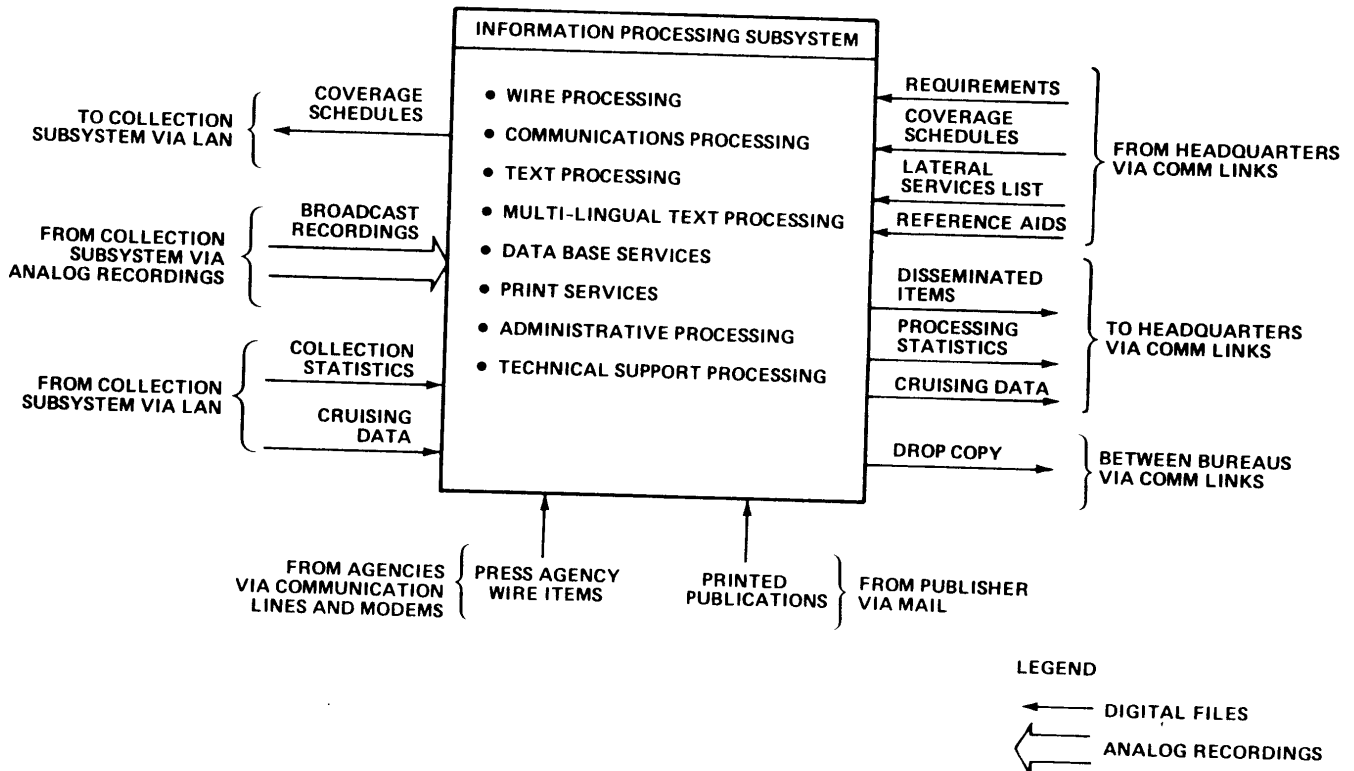 INFORMATION PROCESSING SUBSYSTEM
• WIRE PROCESSING
• COMMUNICATIONS PROCESSING
• TEXT PROCESSING
• MULTI-LINGUAL TEXT PROCESSING
• DATA BASE SERVICES
• PRINT SERVICES
• ADMINISTRATIVE PROCESSING
• TECHNICAL SUPPORT PROCESSING
TO COLLECTION
SUBSYSTEM VIA LAN
COVERAGE
SCHEDULES
FROM COLLECTION
SUBSYSTEM VIA
ANALOG RECORDINGS
BROADCAST
RECORDINGS
FROM COLLECTION
SUBSYSTEM VIA LAN
COLLECTION
STATISTICS
CRUISING
DATA
REQUIREMENTS
COVERAGE
SCHEDULES
LATERAL
SERVICES LIST
REFERENCE AIDS
FROM HEADQUARTERS
VIA COMM LINKS
DISSEMINATED
ITEMS
PROCESSING
STATISTICS
CRUISING DATA
TO HEADQUARTERS
VIA COMM LINKS
DROP COPY
BETWEEN BUREAUS
VIA COMM LINKS
FROM AGENCIES
VIA COMMUNICATION
LINES AND MODEMS
PRESS AGENCY
WIRE ITEMS
PRINTED
PUBLICATIONS
FROM PUBLISHER
VIA MAIL
LEGEND
DIGITAL FILES
ANALOG RECORDINGS